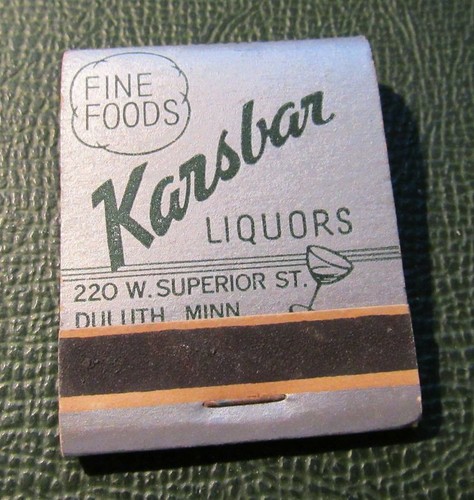 FINE
FOODS
Karsbar
LIQUORS
220 W. SUPERIOR ST.
DULUTH MINN